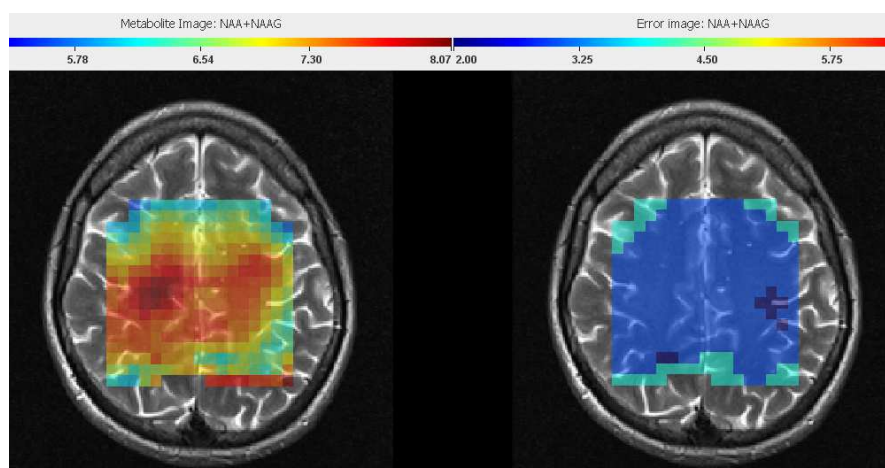 Metabolite Image: NAA+NAAG
Error image: NAA+NAAG
5.78 6.54 7.30 8.07 2.00 3.25 4.50 5.75